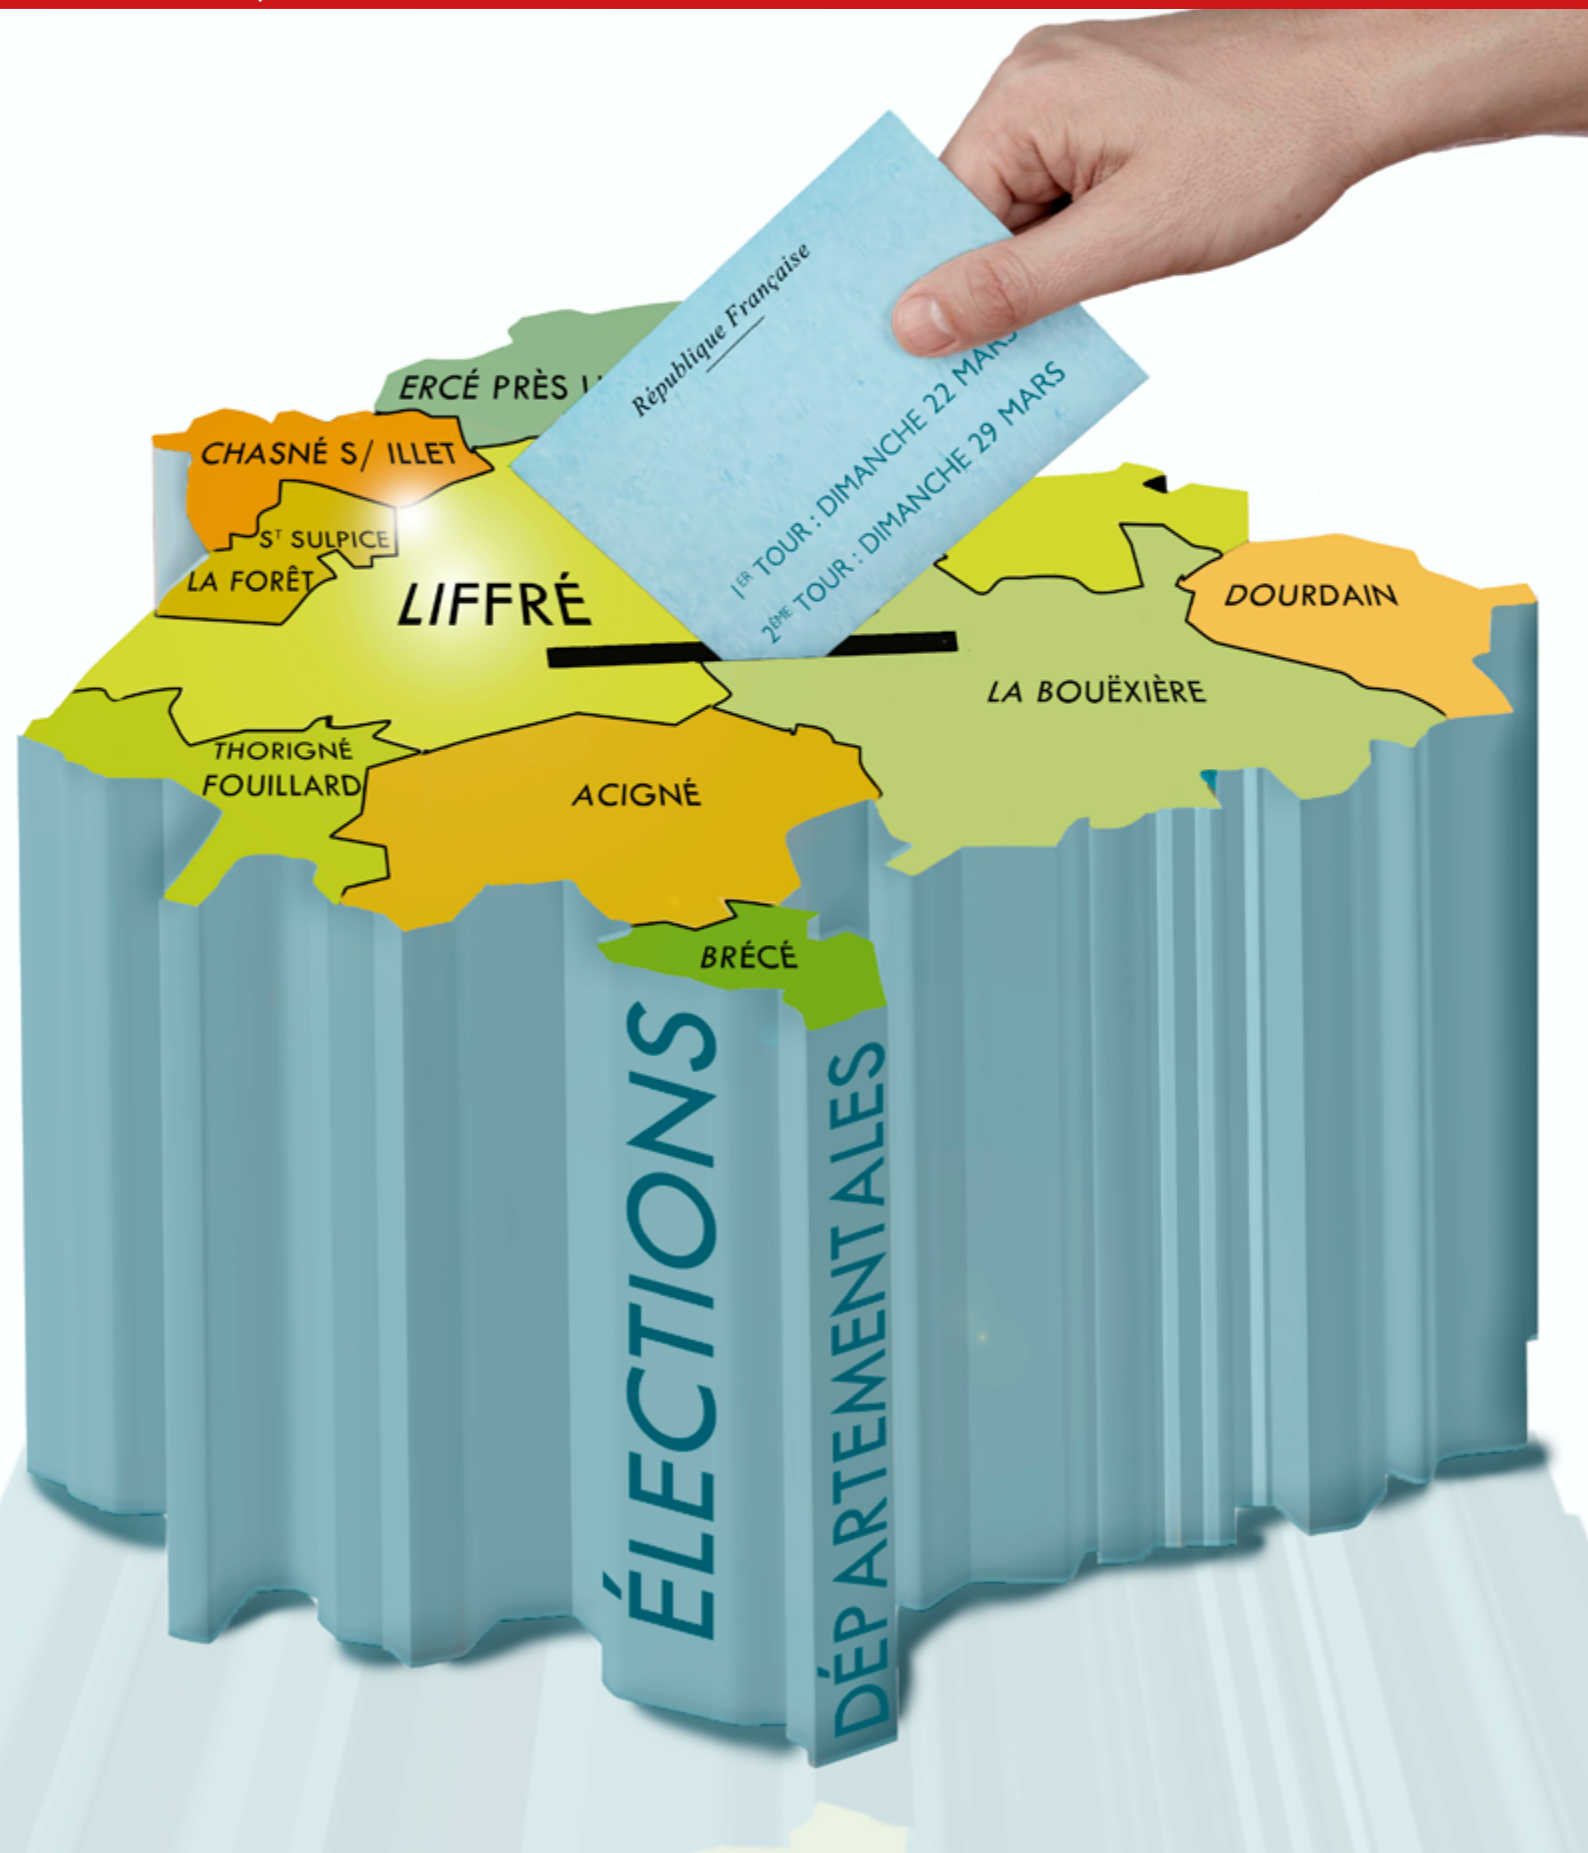 République Française
1ER TOUR : DIMANCHE 22 MARS
2ÈME TOUR : DIMANCHE 29 MARS
ERCÉ PRÈS
CHASNÉ S/ ILLET
ST SULPICE
LA FORÊT
LIFFRÉ
DOURDAIN
LA BOUËXIÈRE
THORIGNÉ
FOUILLARD
ACIGNÉ
BRÉCÉ
ÉLECTIONS
DÉPARTEMENTALES